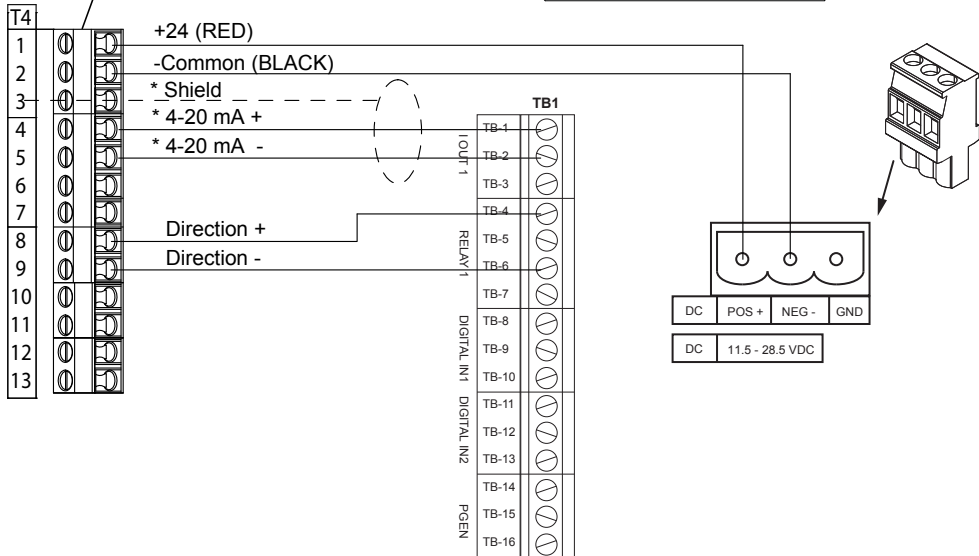 T4
1
2
3
4
5
6
7
8
9
10
11
12
13
+24 (RED)
-Common (BLACK)
* Shield
* 4-20 mA +
* 4-20 mA -
Direction +
Direction -
TB1
I OUT 1
TB-1
TB-2
TB-3
RELAY 1
TB-4
TB-5
TB-6
TB-7
DIGITAL IN1
TB-8
TB-9
TB-10
DIGITAL IN2
TB-11
TB-12
TB-13
PGEN
TB-14
TB-15
TB-16
DC POS + NEG - GND
DC 11.5 - 28.5 VDC